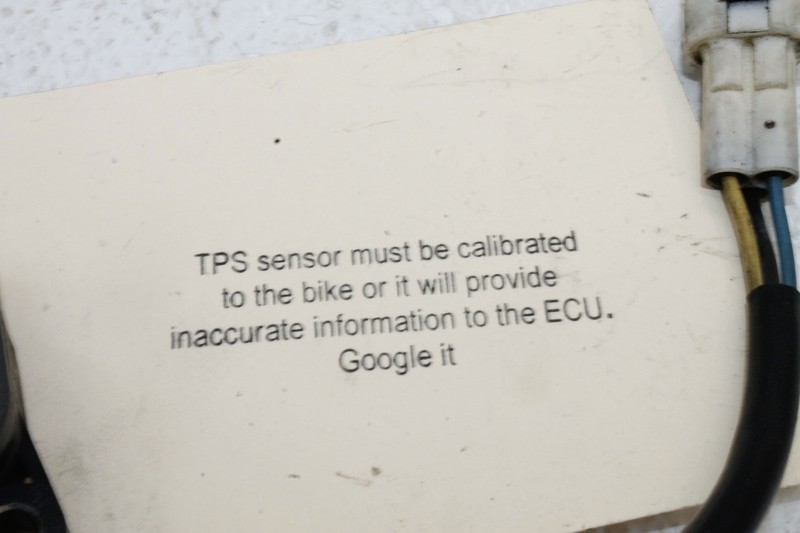 TPS sensor must be calibrated
to the bike or it will provide
inaccurate information to the ECU.
Google it